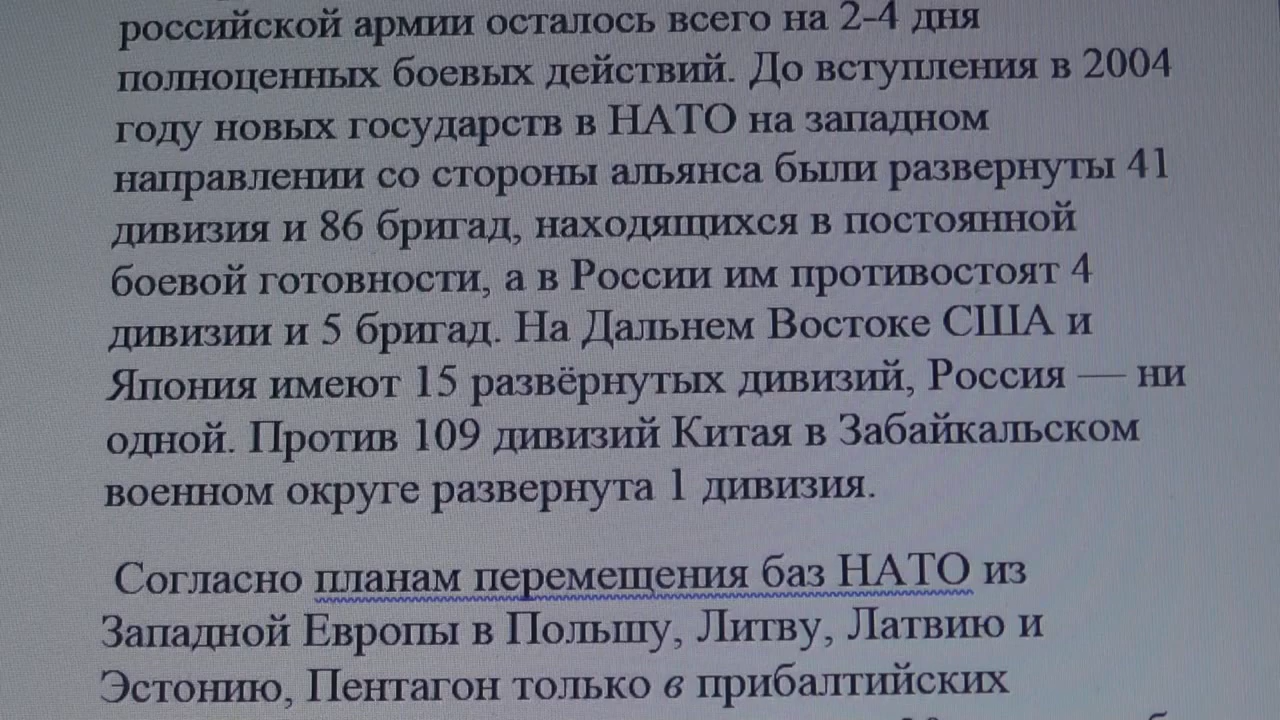 российской армии осталось всего на 2-4 дня
полноценных боевых действий. До вступления в 2004
году новых государств в НАТО на западном
направлении со стороны альянса были развернуты 41
дивизия и 86 бригад, находящихся в постоянной
боевой готовности, а в России им противостоят 4
дивизии и 5 бригад. На Дальнем Востоке США и
Япония имеют 15 развёрнутых дивизий, Россия — ни
одной. Против 109 дивизий Китая в Забайкальском
военном округе развернута 1 дивизия.
Согласно планам перемещения баз НАТО из
Западной Европы в Польшу, Литву, Латвию и
Эстонию, Пентагон только в прибалтийских